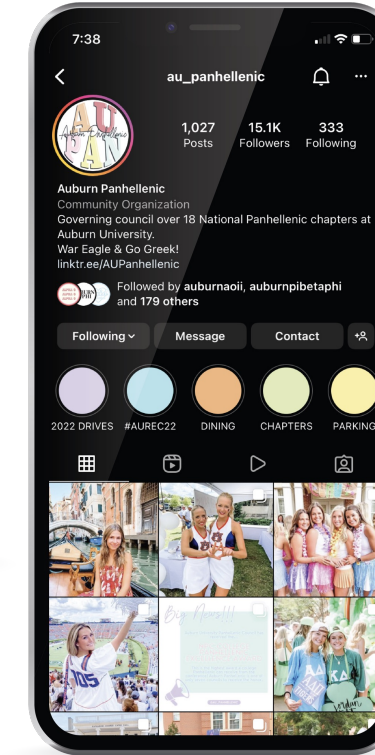 7:38
au_panhellenic
AU
Auburn Panhellenic
PAN
1,027
Posts
15.1K
Followers
333
Following
Auburn Panhellenic
Community Organization
Governing council over 18 National Panhellenic chapters at
Auburn University.
War Eagle & Go Greek!
linktr.ee/AUPanhellenic
Followed by auburnaoii, auburnpibetaphi
and 179 others
Following
Message
Contact
2022 DRIVES
#AUREC22
DINING
CHAPTERS
PARKING
Big News!!!
105
ΑΔ
ΚΔ